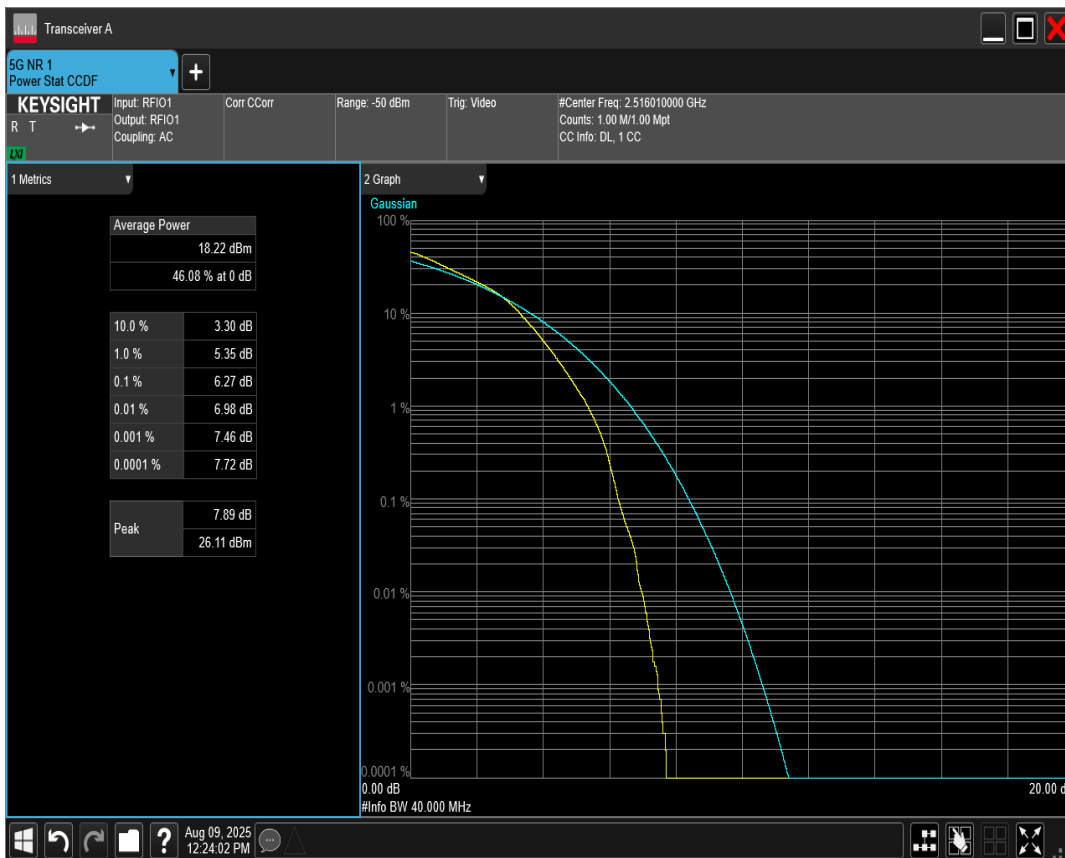 Transceiver A
5G NR 1
Power Stat CCDF
KEYSIGHT
R T
LXI
Input: RFIO1
Output: RFIO1
Coupling: AC
Corr CCorr
Range: -50 dBm
Trig: Video
#Center Freq: 2.516010000 GHz
Counts: 1.00 M/1.00 Mpt
CC Info: DL, 1 CC
1 Metrics
Average Power
18.22 dBm
46.08 % at 0 dB
10.0 % 3.30 dB
1.0 % 5.35 dB
0.1 % 6.27 dB
0.01 % 6.98 dB
0.001 % 7.46 dB
0.0001 % 7.72 dB
Peak 7.89 dB
26.11 dBm
2 Graph
Gaussian
100 %
10 %
1 %
0.1 %
0.01 %
0.001 %
0.0001 %
0.00 dB 20.00 d
#Info BW 40.000 MHz
?
Aug 09, 2025
12:24:02 PM